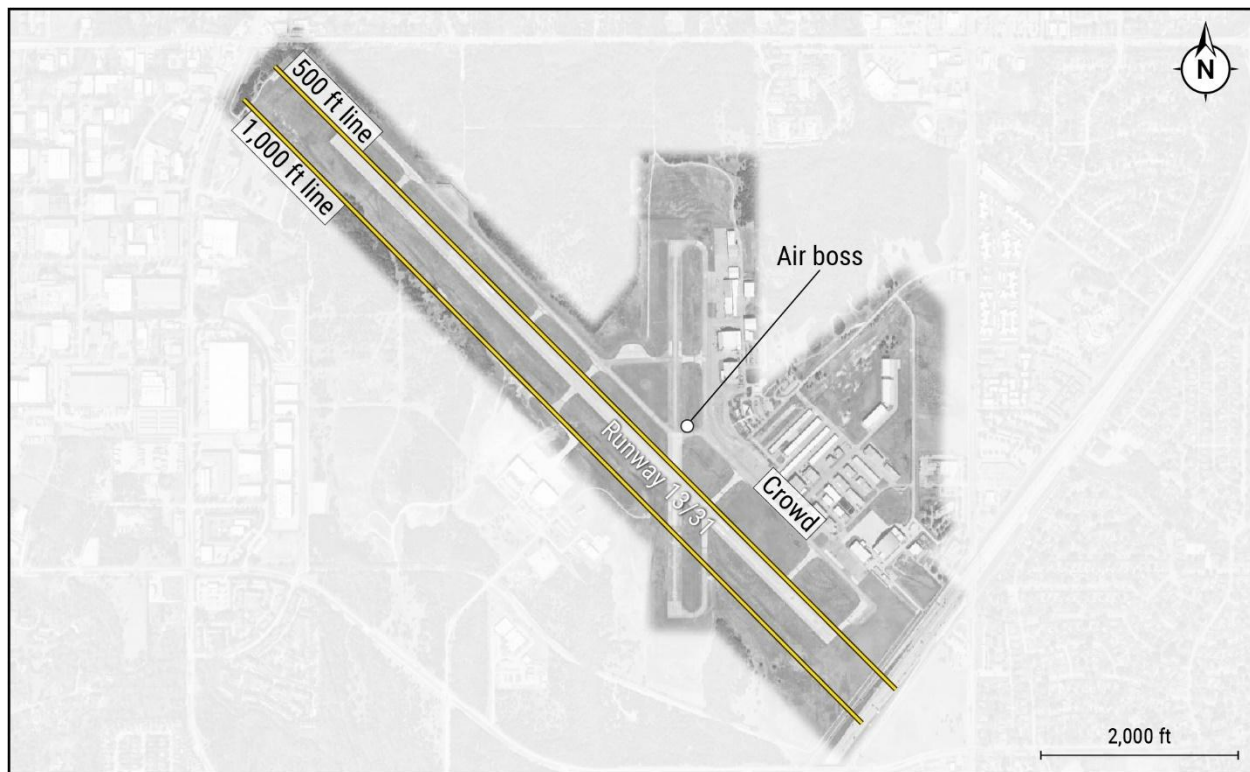 N
500 ft line
1,000 ft line
Air boss
Runway 13/31
Crowd
2,000 ft